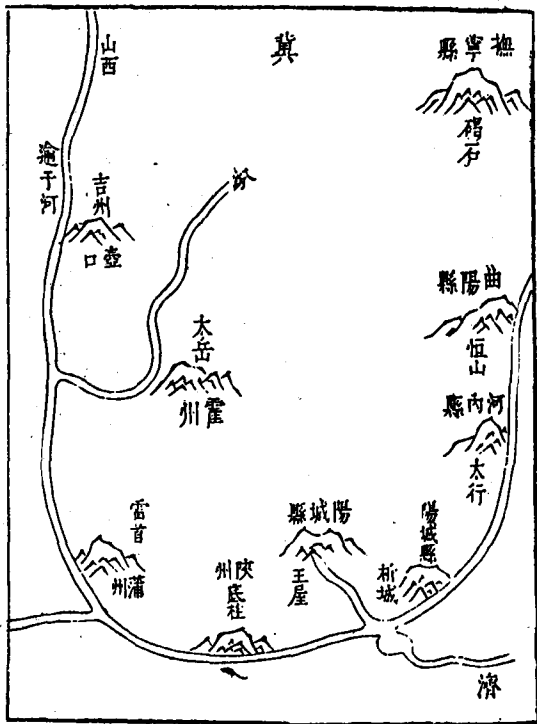 冀
撫寧縣
碣石
山西
逾于河
吉州
壺口
汾
曲陽縣
恒山
太岳
霍州
河內縣
太行
雷首
蒲州
陝州
底柱
陽城縣
王屋
陽城縣
析城
濟